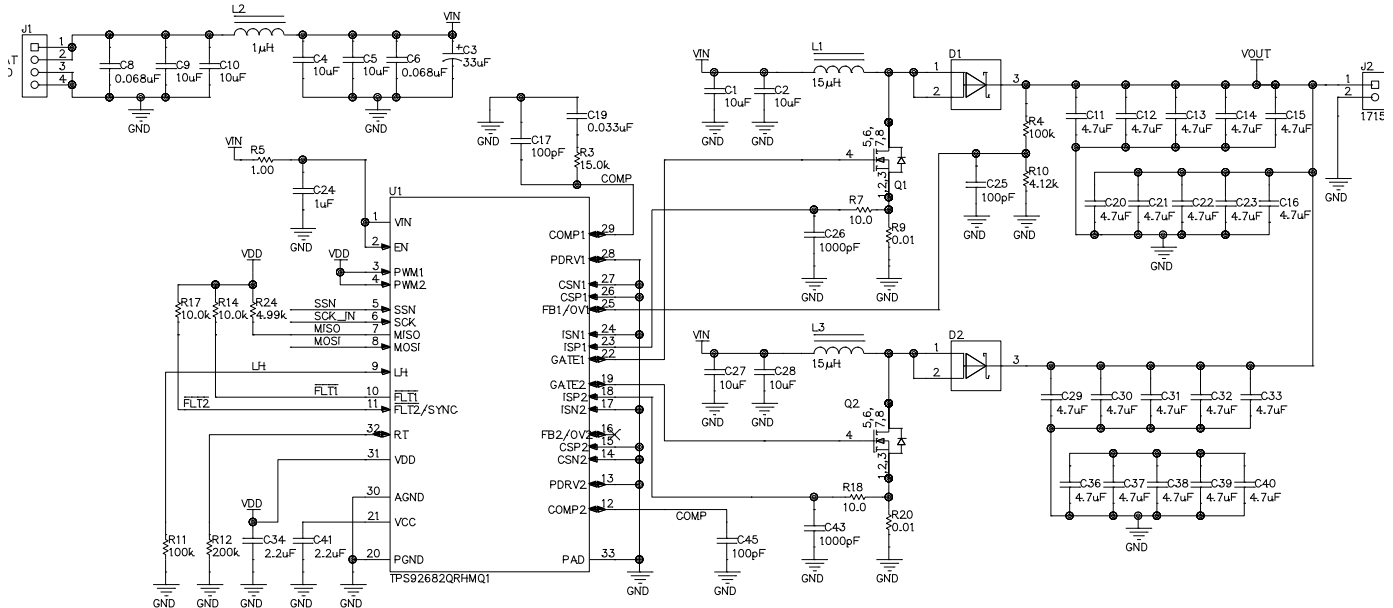 J1
AT
1
2
3
4
L2
1µH
C8
0.068uF
C9
10uF
C10
10uF
C4
10uF
C5
10uF
C6
0.068uF
VIN
+
C3
33uF
GND
GND
GND
C17
100pF
C19
0.033uF
R3
15.0k
COMP
VIN
R5
1.00
C24
1uF
GND
U1
1 VIN
2 EN
VDD
3 PWM1
4 PWM2
VDD
R17
10.0k
R14
10.0k
R24
4.99k
SSN 5 SSN
SCK_IN 6 SCK
MISO 7 MISO
MOSI 8 MOSI
LH 9 LH
FLT1 10 FLT1
FLT2 11 FLT2/SYNC
32 RT
31 VDD
30 AGND
21 VCC
20 PGND
VDD
R11
100k
R12
200k
C34
2.2uF
C41
2.2uF
GND
GND
GND
GND
GND
TPS92682QRHMQ1
COMP1 29
PDRV1 28
CSN1 27
CSP1 26
FB1/OV1 25
ISN1 24
ISP1 23
GATE1 22
GATE2 19
ISP2 18
ISN2 17
FB2/OV2 16
CSP2 15
CSN2 14
PDRV2 13
COMP2 12
PAD 33
GND
COMP
C45
100pF
GND
VIN
C1
10uF
C2
10uF
GND
L1
15µH
D1
1
2
3
5,6,
7,8
4
1,2,3
Q1
R7
10.0
C26
1000pF
GND
R9
0.01
GND
R4
100k
R10
4.12k
C25
100pF
GND
GND
VOUT
C11
4.7uF
C12
4.7uF
C13
4.7uF
C14
4.7uF
C15
4.7uF
C20
4.7uF
C21
4.7uF
C22
4.7uF
C23
4.7uF
C16
4.7uF
GND
J2
1
2
1715
GND
VIN
C27
10uF
C28
10uF
GND
L3
15µH
D2
1
2
3
Q2
5,6,
7,8
4
1,2,3
R18
10.0
C43
1000pF
GND
R20
0.01
GND
C29
4.7uF
C30
4.7uF
C31
4.7uF
C32
4.7uF
C33
4.7uF
C36
4.7uF
C37
4.7uF
C38
4.7uF
C39
4.7uF
C40
4.7uF
GND